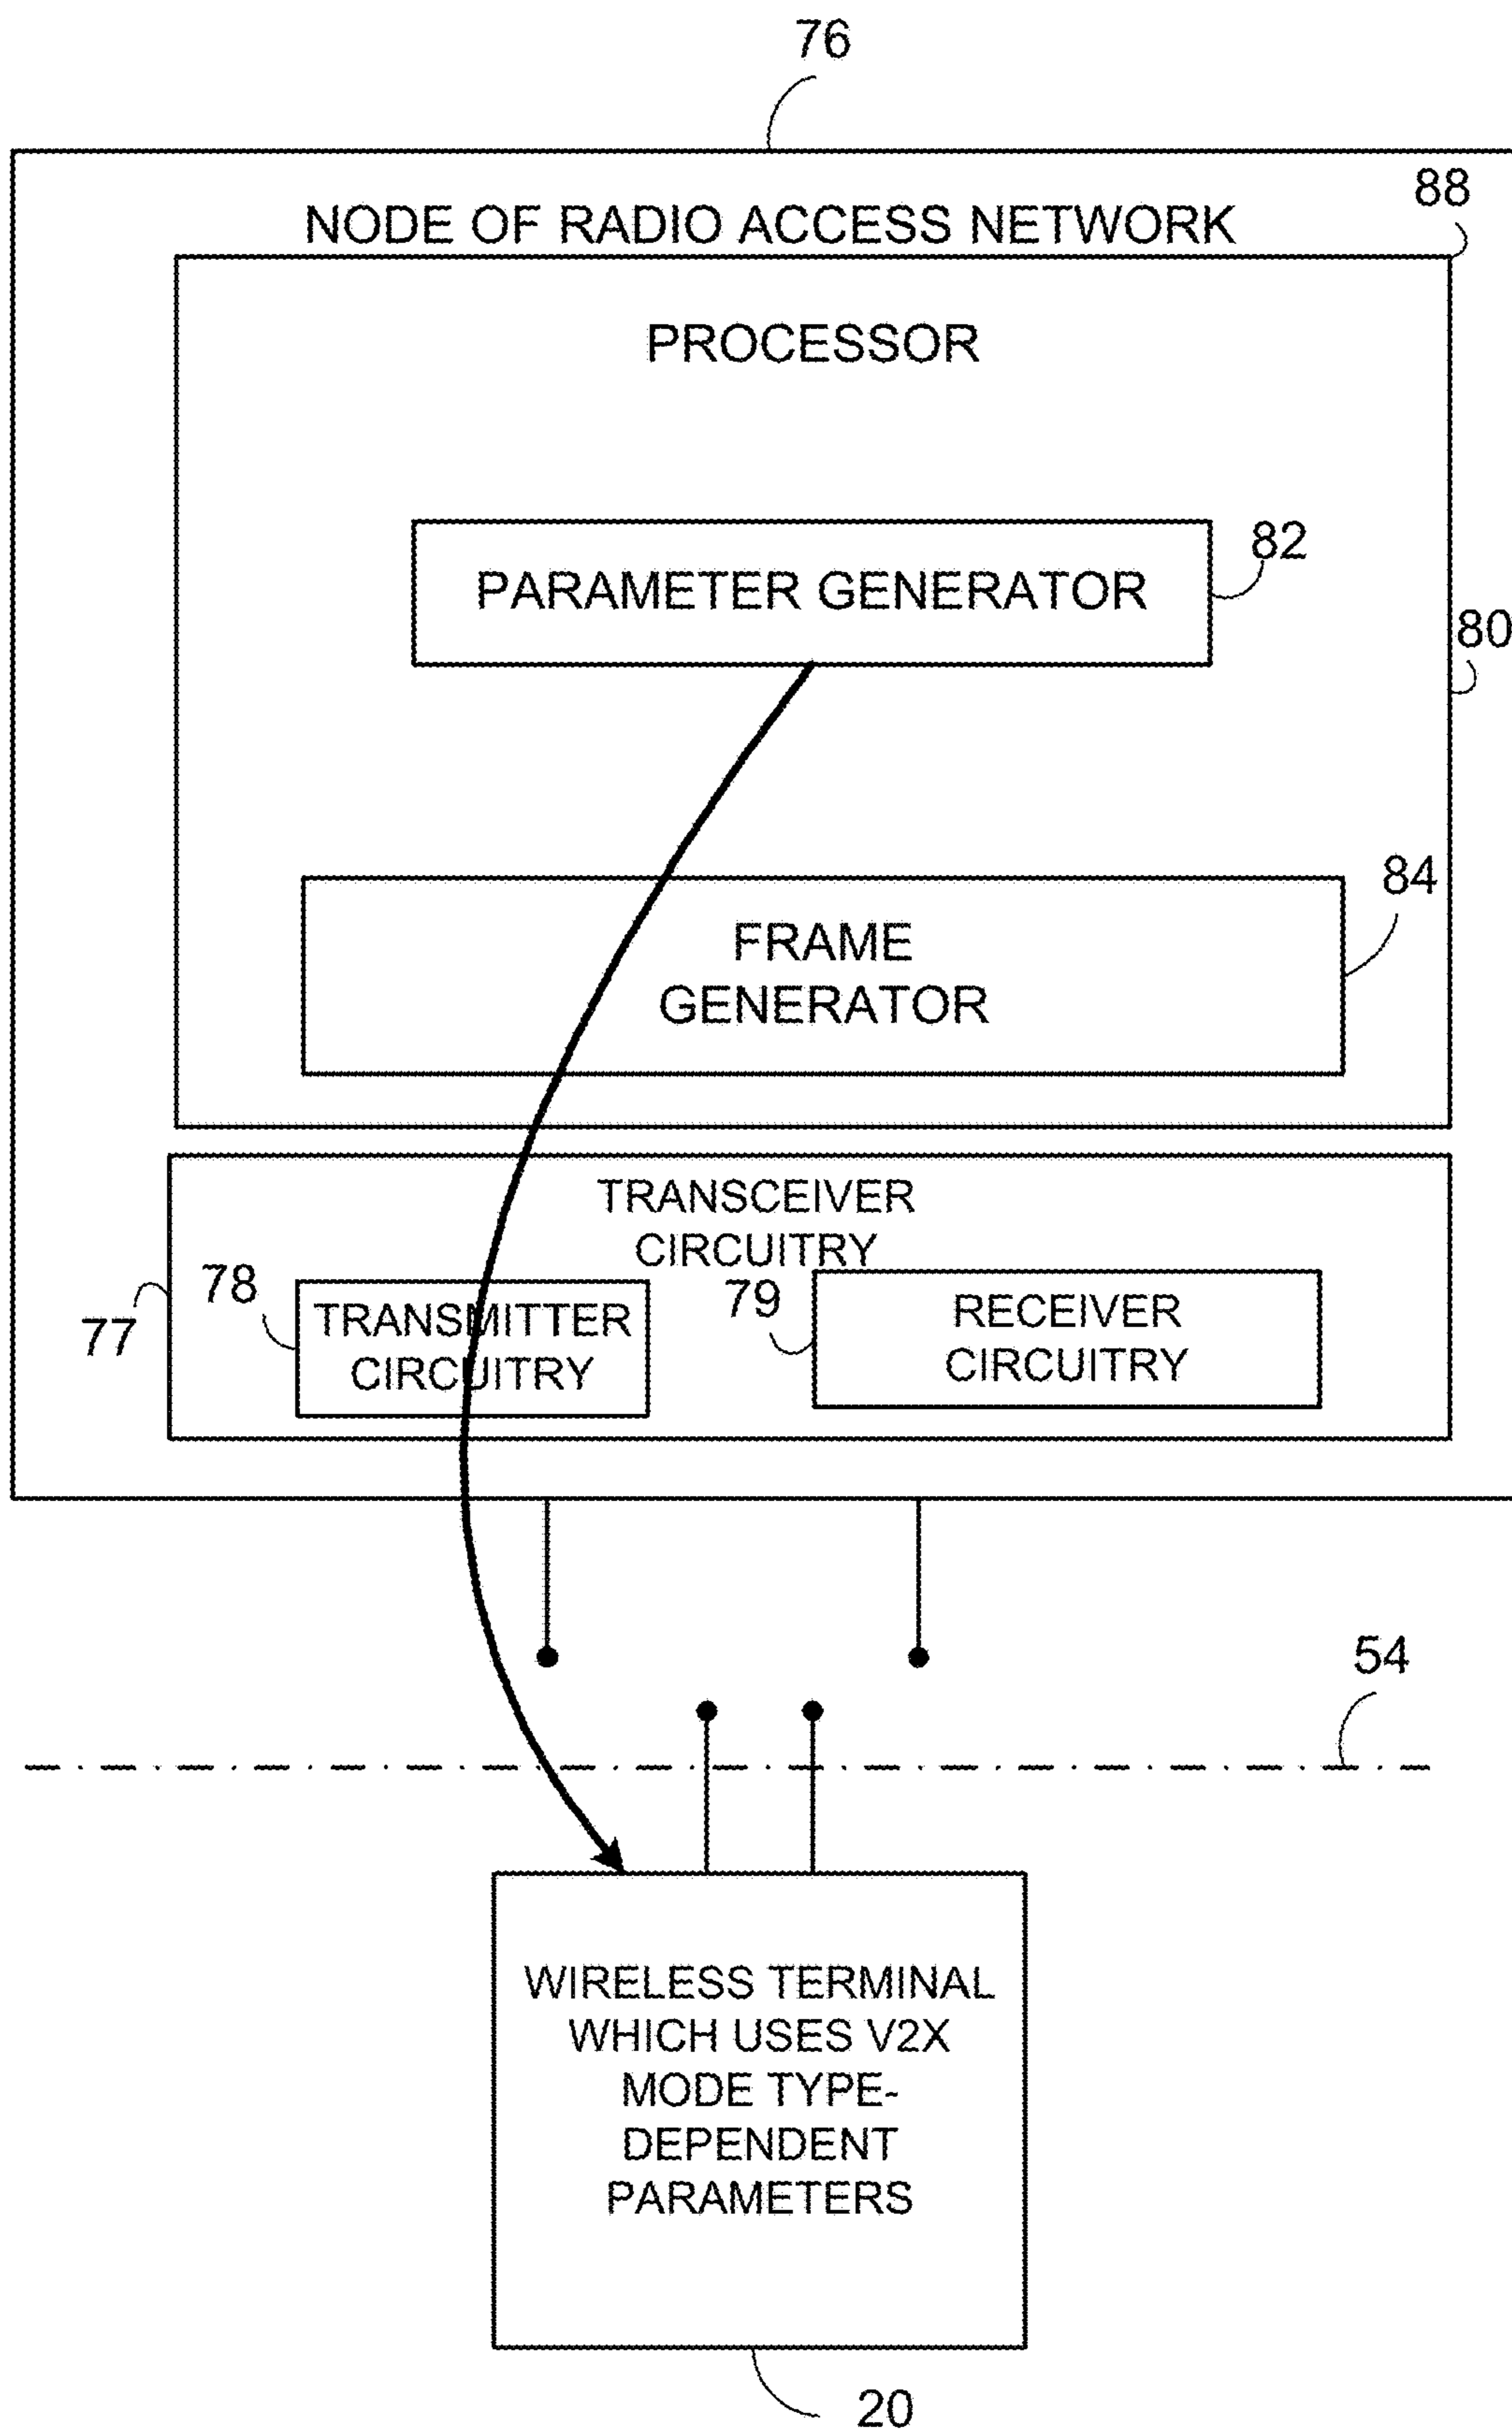 76
88
NODE OF RADIO ACCESS NETWORK
PROCESSOR
82
PARAMETER GENERATOR
80
84
FRAME
GENERATOR
TRANSCEIVER
CIRCUITRY
77
78
TRANSMITTER
CIRCUITRY
79
RECEIVER
CIRCUITRY
54
WIRELESS TERMINAL
WHICH USES V2X
MODE TYPE-
DEPENDENT
PARAMETERS
20